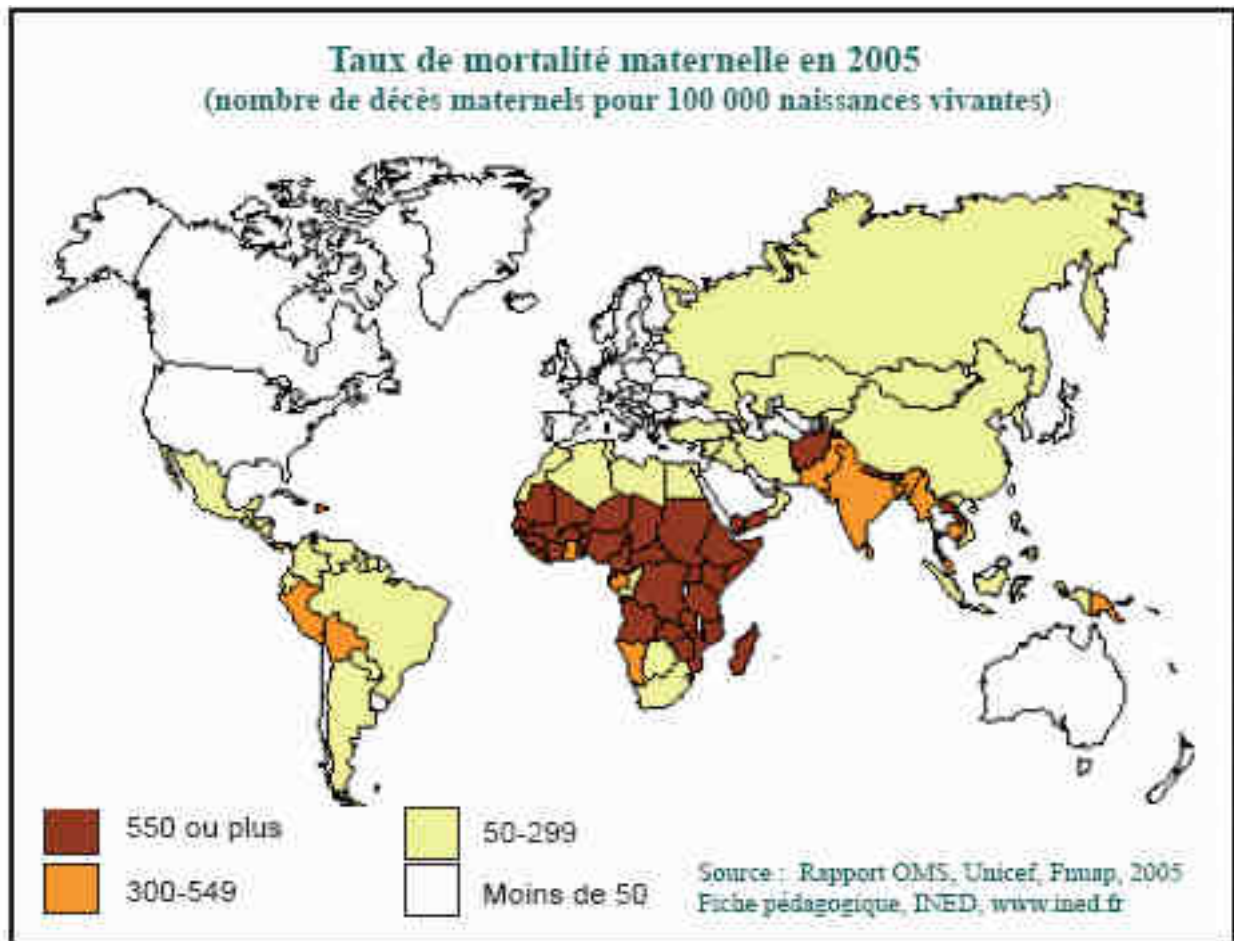 Taux de mortalité maternelle en 2005
(nombre de décès maternels pour 100 000 naissances vivantes)
550 ou plus
300-549
50-299
Moins de 50
Source : Rapport OMS, Unicef, Fnuap, 2005
Fiche pédagogique, INED, www.ined.fr